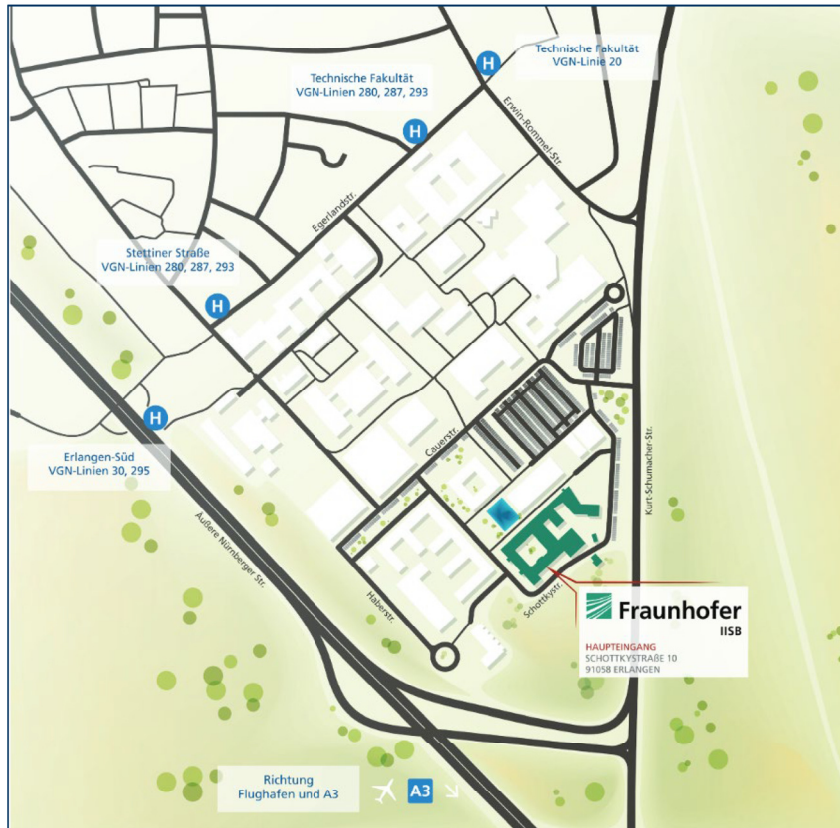 Technische Fakultät
VGN-Linie 20
H
Technische Fakultät
VGN-Linien 280, 287, 293
H
Erwin-Rommel-Str.
Egerlandstr.
Stettiner Straße
VGN-Linien 280, 287, 293
H
H
Erlangen-Süd
VGN-Linien 30, 295
Cauerstr.
Kurt-Schumacher-Str.
Äußere Nürnberger Str.
Haberstr.
Schottkystr.
Fraunhofer
IISB
HAUPTEINGANG
SCHOTTKYSTRAßE 10
91058 ERLANGEN
Richtung
Flughafen und A3
A3